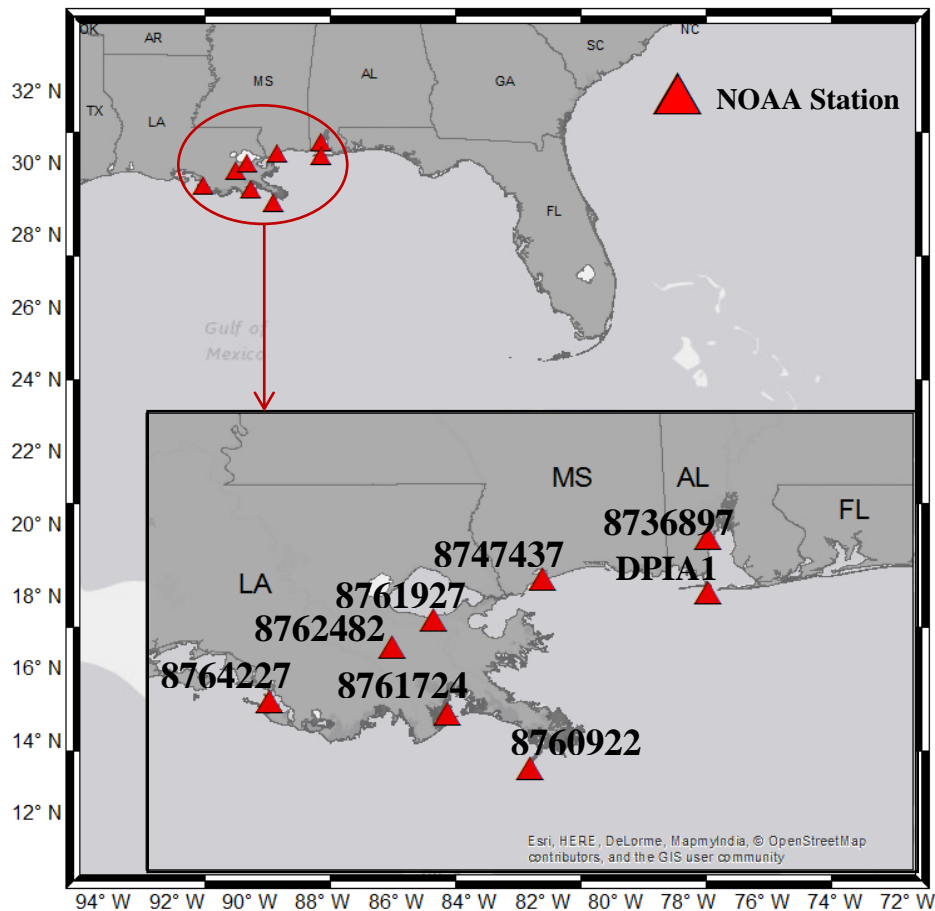 OK
AR
NC
SC
MS
AL
GA
TX
LA
FL
NOAA Station
32° N
30° N
28° N
26° N
24° N
22° N
20° N
18° N
16° N
14° N
12° N
Gulf of
Mexico
MS
AL
FL
LA
8736897
8747437
DPIA1
8761927
8762482
8764227
8761724
8760922
Esri, HERE, DeLorme, MapmyIndia, © OpenStreetMap
contributors, and the GIS user community
94° W 92° W 90° W 88° W 86° W 84° W 82° W 80° W 78° W 76° W 74° W 72° W